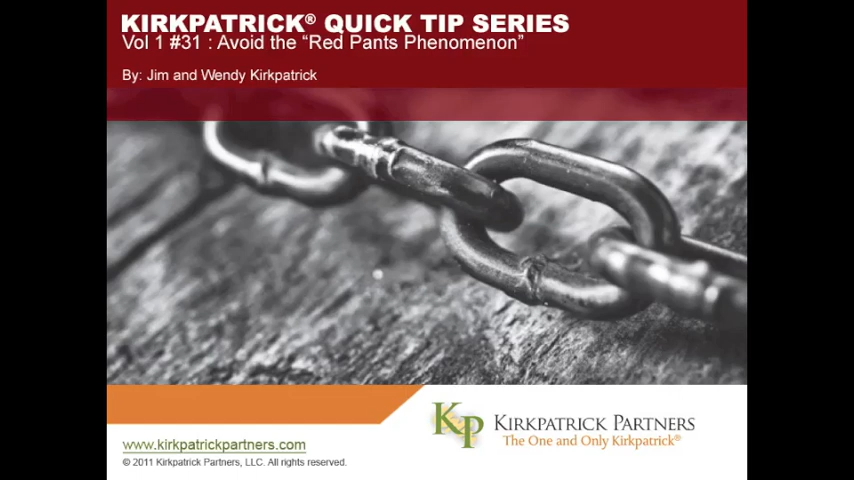 KIRKPATRICK® QUICK TIP SERIES
Vol 1 #31 : Avoid the “Red Pants Phenomenon”
By: Jim and Wendy Kirkpatrick
KP KIRKPATRICK PARTNERS
The One and Only Kirkpatrick®
www.kirkpatrickpartners.com
© 2011 Kirkpatrick Partners, LLC. All rights reserved.